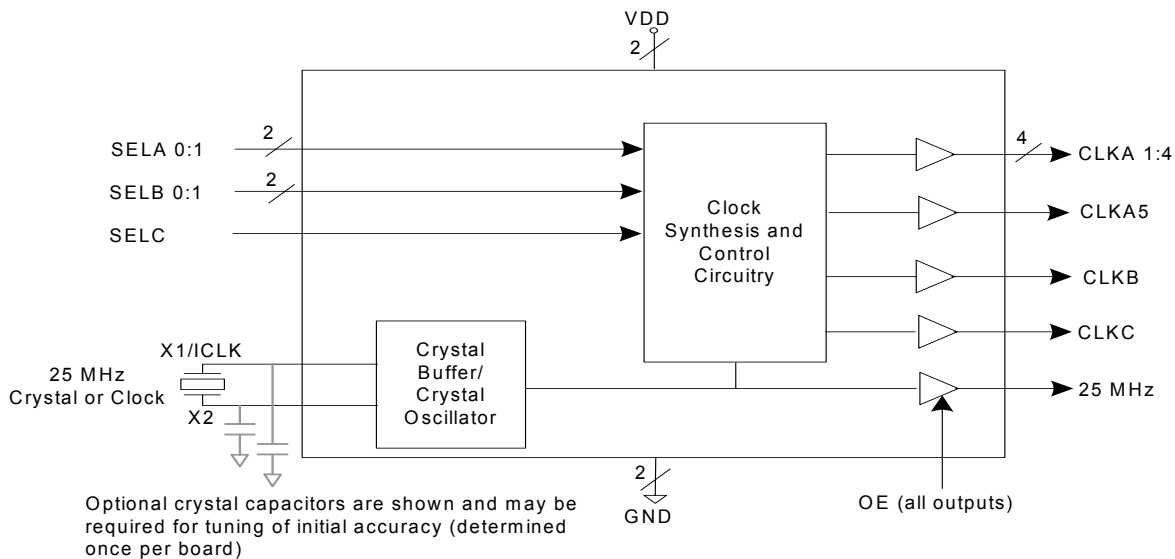 VDD
2
SELA 0:1
2
SELB 0:1
2
SELC
Clock
Synthesis and
Control
Circuitry
4
CLKA 1:4
CLKA5
CLKB
CLKC
25 MHz
X1/ICLK
25 MHz
Crystal or Clock
X2
Crystal
Buffer/
Crystal
Oscillator
2
GND
OE (all outputs)
Optional crystal capacitors are shown and may be
required for tuning of initial accuracy (determined
once per board)